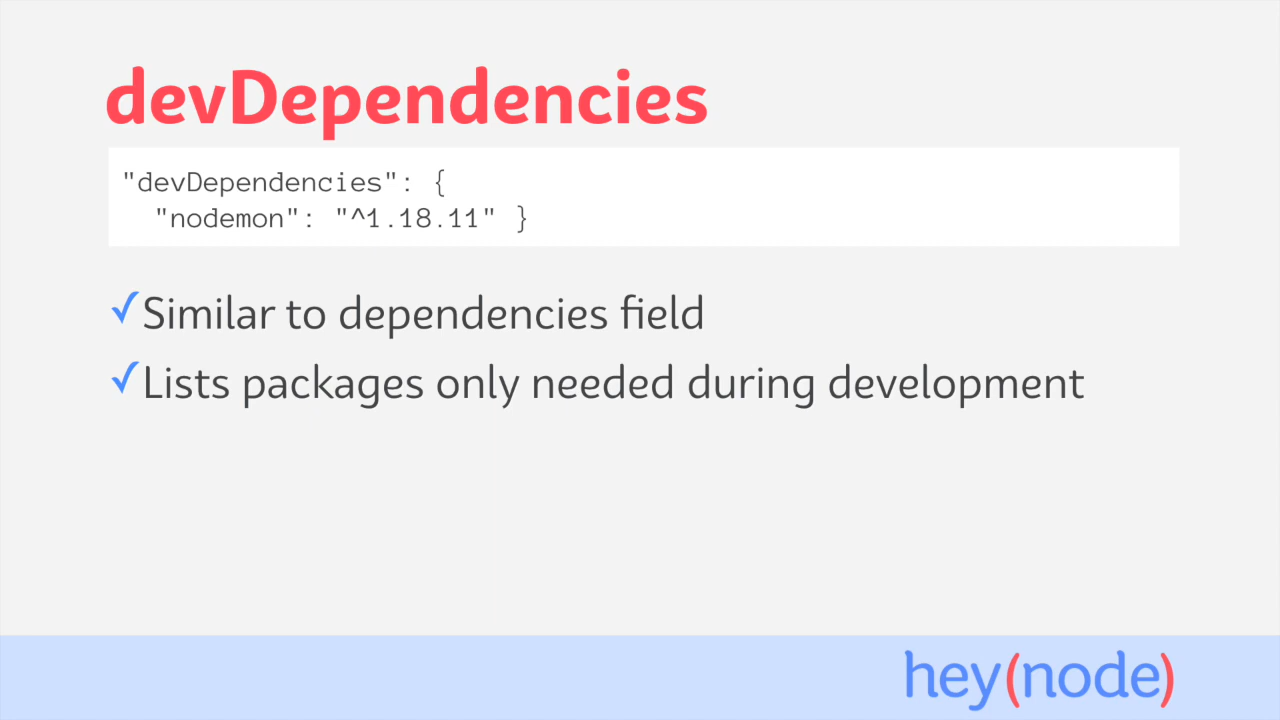 devDependencies
"devDependencies": {
  "nodemon": "^1.18.11" }
✓Similar to dependencies field
✓Lists packages only needed during development
hey(node)